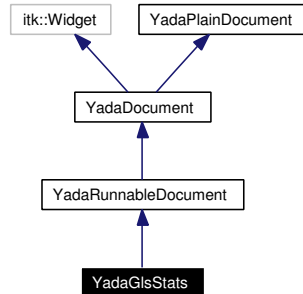 itk::Widget
YadaPlainDocument
YadaDocument
YadaRunnableDocument
YadaGlsStats